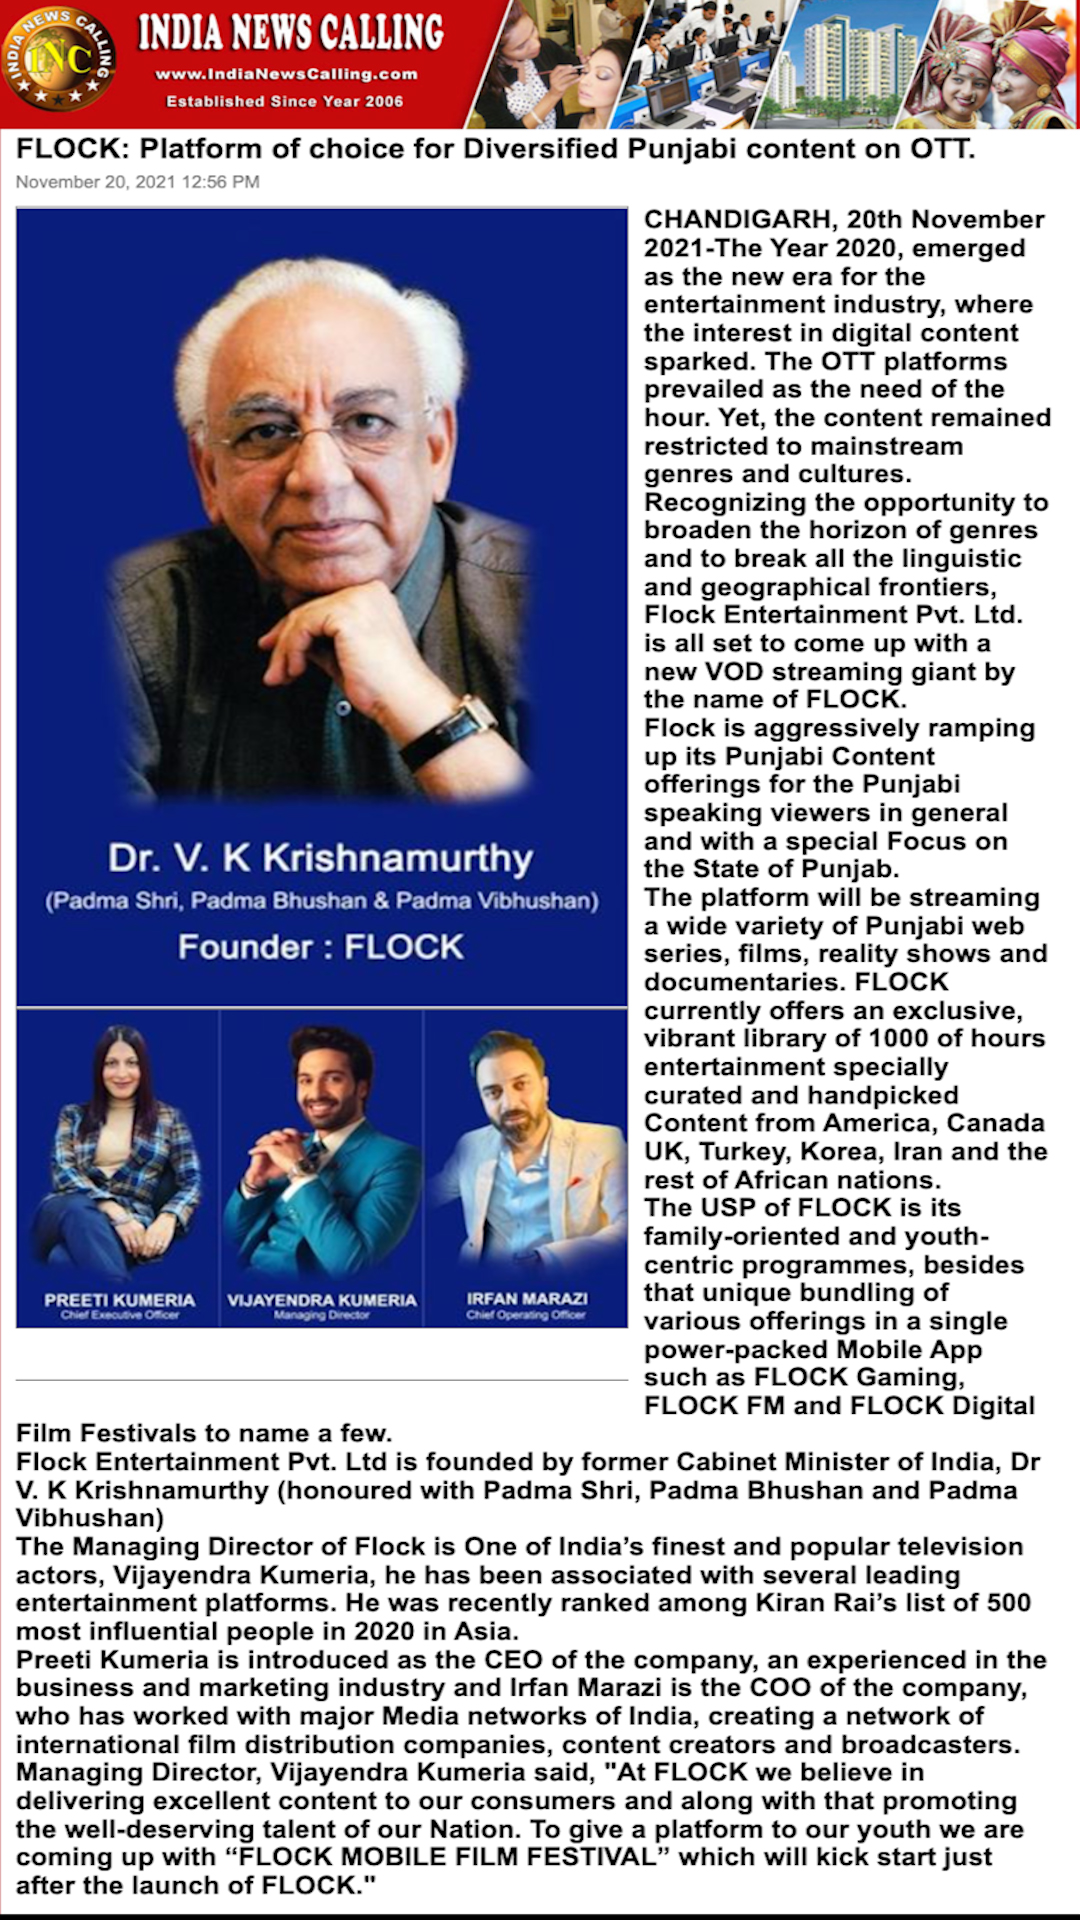 INDIA NEWS CALLING
INC
INDIA NEWS CALLING
www.IndianNewsCalling.com
Established Since Year 2006
FLOCK: Platform of choice for Diversified Punjabi content on OTT.
November 20, 2021 12:56 PM
Dr. V. K Krishnamurthy
(Padma Shri, Padma Bhushan & Padma Vibhushan)
Founder : FLOCK
PREETI KUMERIA
Chief Executive Officer
VIJAYENDRA KUMERIA
Managing Director
IRFAN MARAZI
Chief Operating Officer
CHANDIGARH, 20th November
2021-The Year 2020, emerged
as the new era for the
entertainment industry, where
the interest in digital content
sparked. The OTT platforms
prevailed as the need of the
hour. Yet, the content remained
restricted to mainstream
genres and cultures.
Recognizing the opportunity to
broaden the horizon of genres
and to break all the linguistic
and geographical frontiers,
Flock Entertainment Pvt. Ltd.
is all set to come up with a
new VOD streaming giant by
the name of FLOCK.
Flock is aggressively ramping
up its Punjabi Content
offerings for the Punjabi
speaking viewers in general
and with a special Focus on
the State of Punjab.
The platform will be streaming
a wide variety of Punjabi web
series, films, reality shows and
documentaries. FLOCK
currently offers an exclusive,
vibrant library of 1000 of hours
entertainment specially
curated and handpicked
Content from America, Canada
UK, Turkey, Korea, Iran and the
rest of African nations.
The USP of FLOCK is its
family-oriented and youth-
centric programmes, besides
that unique bundling of
various offerings in a single
power-packed Mobile App
such as FLOCK Gaming,
FLOCK FM and FLOCK Digital
Film Festivals to name a few.
Flock Entertainment Pvt. Ltd is founded by former Cabinet Minister of India, Dr
V. K Krishnamurthy (honoured with Padma Shri, Padma Bhushan and Padma
Vibhushan)
The Managing Director of Flock is One of India’s finest and popular television
actors, Vijayendra Kumeria, he has been associated with several leading
entertainment platforms. He was recently ranked among Kiran Rai’s list of 500
most influential people in 2020 in Asia.
Preeti Kumeria is introduced as the CEO of the company, an experienced in the
business and marketing industry and Irfan Marazi is the COO of the company,
who has worked with major Media networks of India, creating a network of
international film distribution companies, content creators and broadcasters.
Managing Director, Vijayendra Kumeria said, "At FLOCK we believe in
delivering excellent content to our consumers and along with that promoting
the well-deserving talent of our Nation. To give a platform to our youth we are
coming up with “FLOCK MOBILE FILM FESTIVAL” which will kick start just
after the launch of FLOCK."